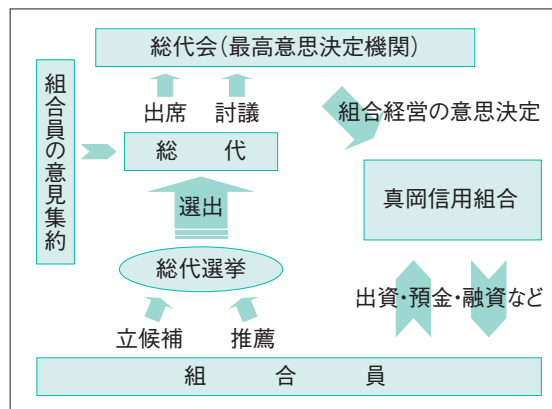 総代会（最高意思決定機関）
出席
討議
組合経営の意思決定
組合員の意見集約
総代
真岡信用組合
選出
総代選挙
出資・預金・融資など
立候補
推薦
組合員